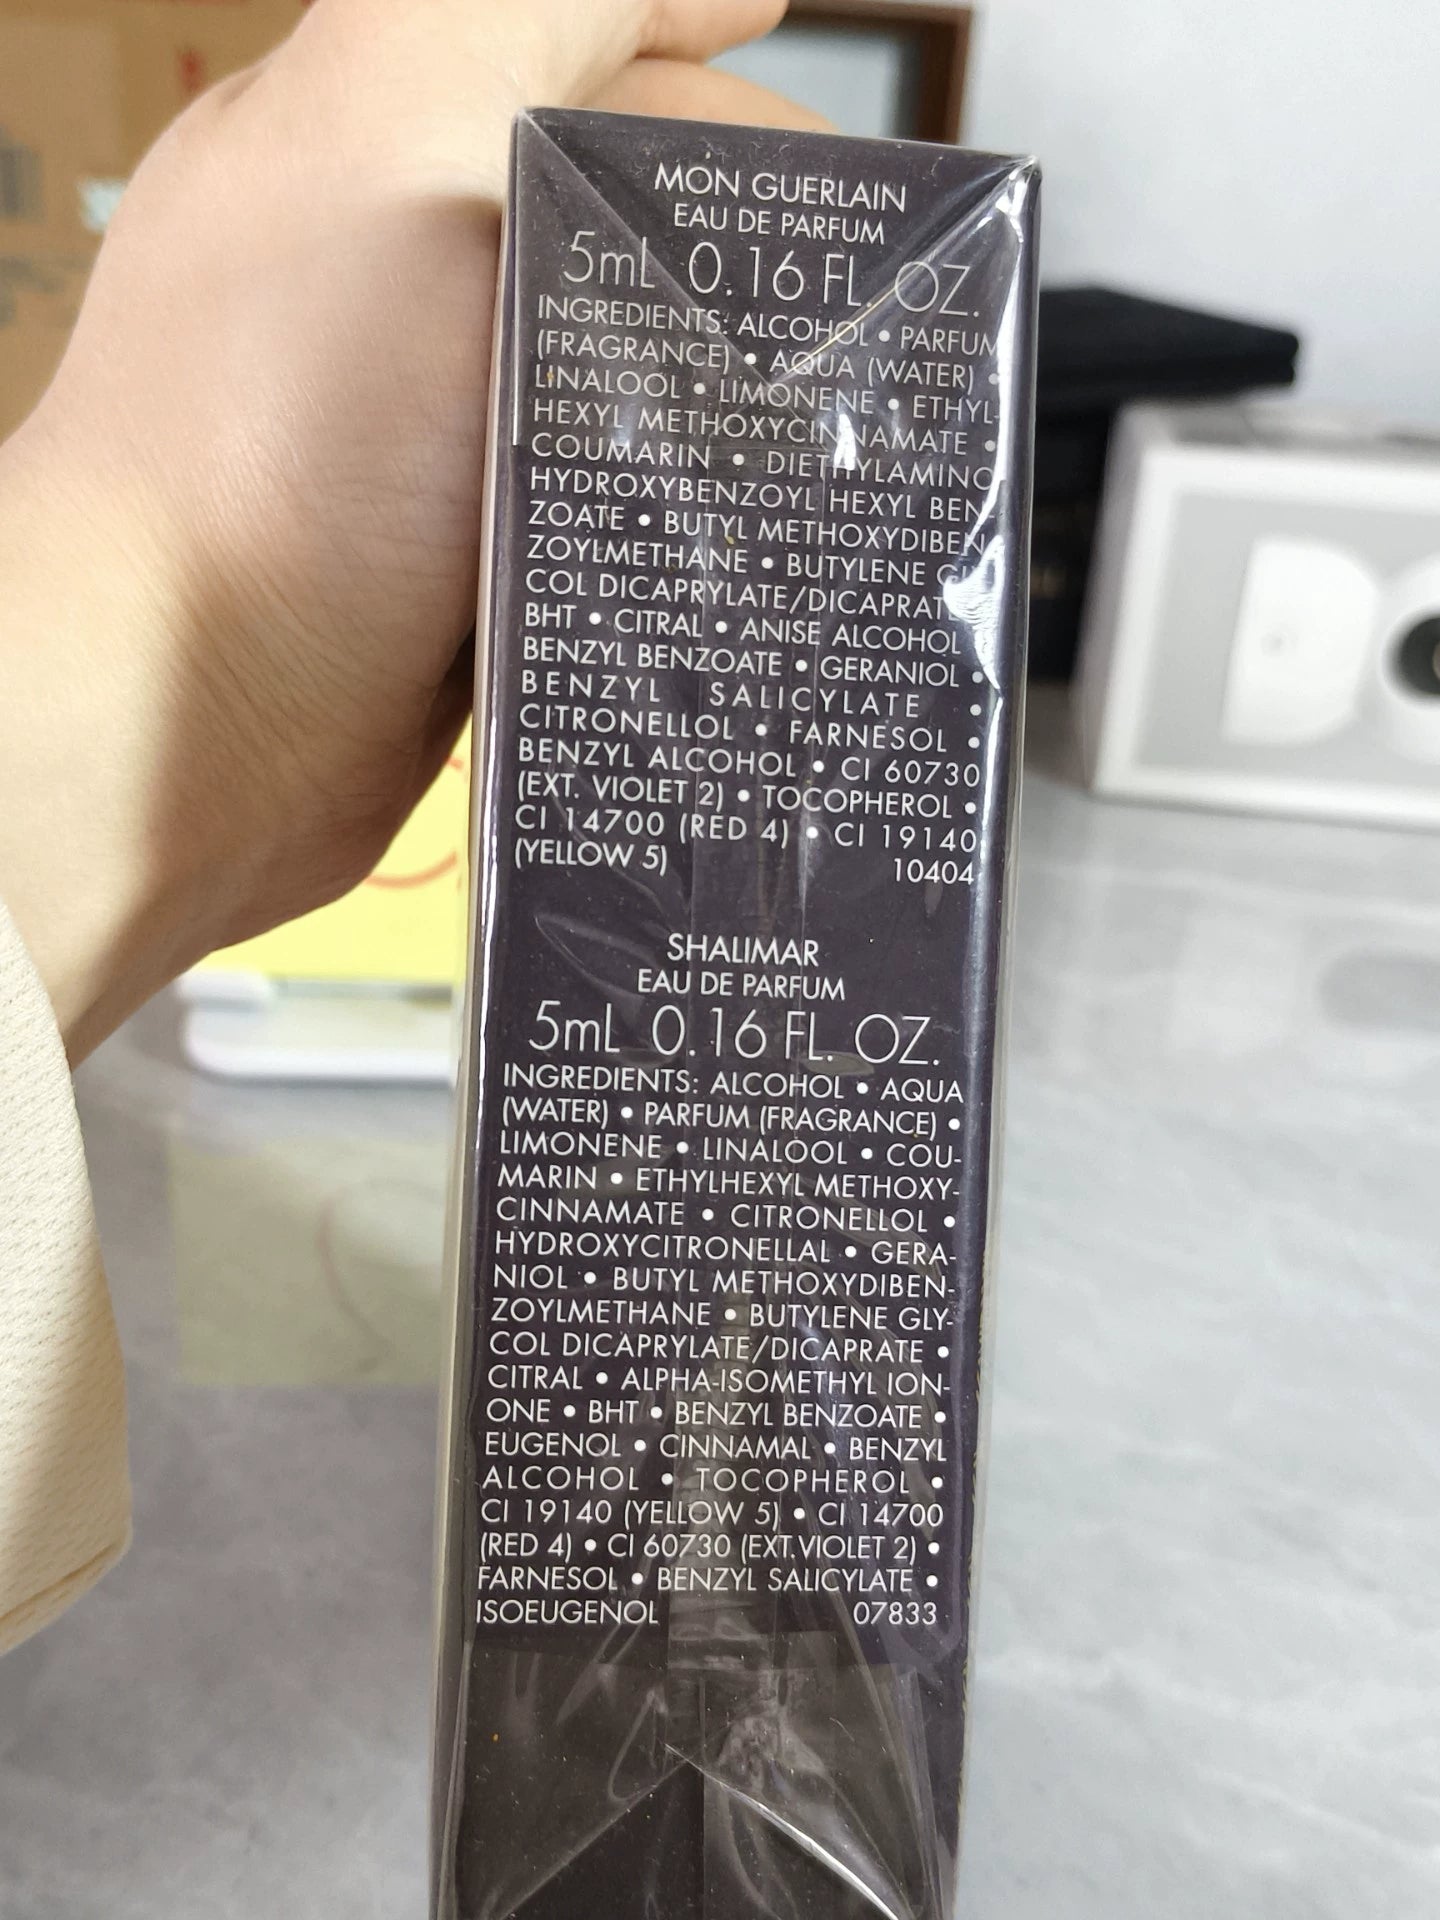 MON GUERLAIN
EAU DE PARFUM
5mL 0.16 FL. OZ.
INGREDIENTS: ALCOHOL • PARFUM
(FRAGRANCE) • AQUA (WATER) •
LINALOOL • LIMONENE • ETHYL-
HEXYL METHOXYCINNAMATE •
COUMARIN • DIETHYLAMINO
HYDROXYBENZOYL HEXYL BEN-
ZOATE • BUTYL METHOXYDIBEN-
ZOYLMETHANE • BUTYLENE
COL DICAPRYLATE/DICAPRAT
BHT • CITRAL • ANISE ALCOHOL
BENZYL BENZOATE • GERANIOL •
BENZYL SALICYLATE •
CITRONELLOL • FARNESOL •
BENZYL ALCOHOL • CI 60730
(EXT. VIOLET 2) • TOCOPHEROL •
CI 14700 (RED 4) • CI 19140
(YELLOW 5) 10404
SHALIMAR
EAU DE PARFUM
5mL 0.16 FL. OZ.
INGREDIENTS: ALCOHOL • AQUA
(WATER) • PARFUM (FRAGRANCE) •
LIMONENE • LINALOOL • COU-
MARIN • ETHYLHEXYL METHOXY-
CINNAMATE • CITRONELLOL •
HYDROXYCITRONELLAL • GERA-
NIOL • BUTYL METHOXYDIBEN-
ZOYLMETHANE • BUTYLENE GLY-
COL DICAPRYLATE/DICAPRATE •
CITRAL • ALPHA-ISOMETHYL ION-
ONE • BHT • BENZYL BENZOATE •
EUGENOL • CINNAMAL • BENZYL
ALCOHOL • TOCOPHEROL •
CI 19140 (YELLOW 5) • CI 14700
(RED 4) • CI 60730 (EXT.VIOLET 2) •
FARNESOL • BENZYL SALICYLATE •
ISOEUGENOL 07833